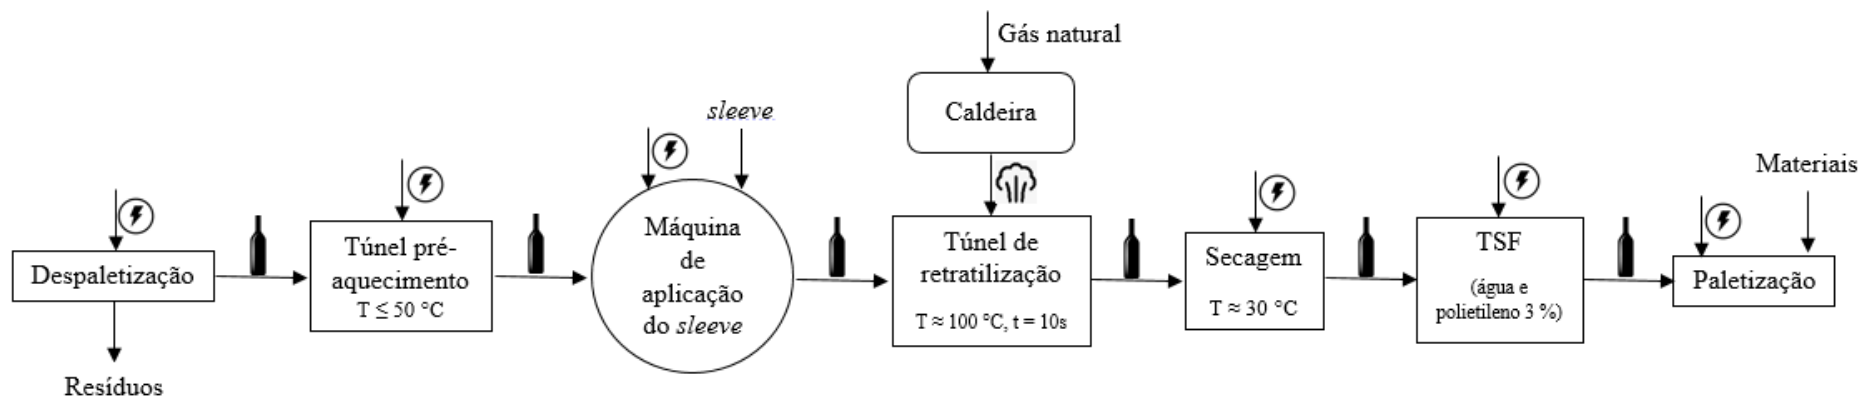 Despaletização
Resíduos
Túnel pré-
aquecimento
T ≤ 50 °C
sleeve
Máquina
de
aplicação
do sleeve
Gás natural
Caldeira
Túnel de
retratilização
T ≈ 100 °C, t = 10s
Secagem
T ≈ 30 °C
TSF
(água e
polietileno 3 %)
Materiais
Paletização